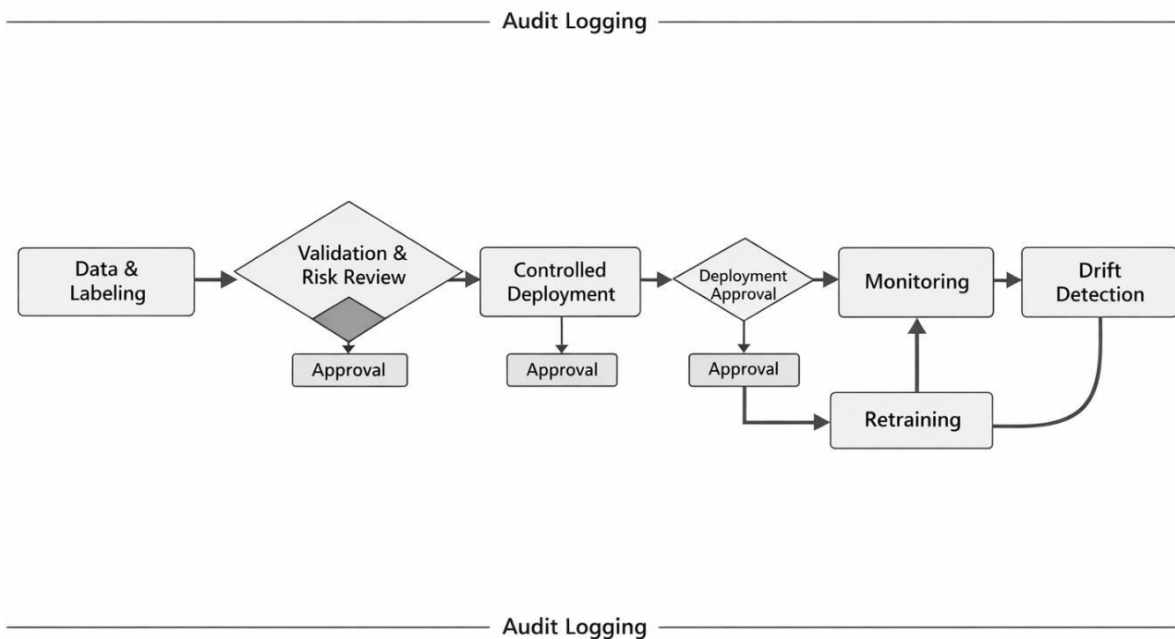 Audit Logging
Data &
Labeling
Validation &
Risk Review
Approval
Controlled
Deployment
Approval
Deployment
Approval
Approval
Monitoring
Drift
Detection
Retraining
Audit Logging